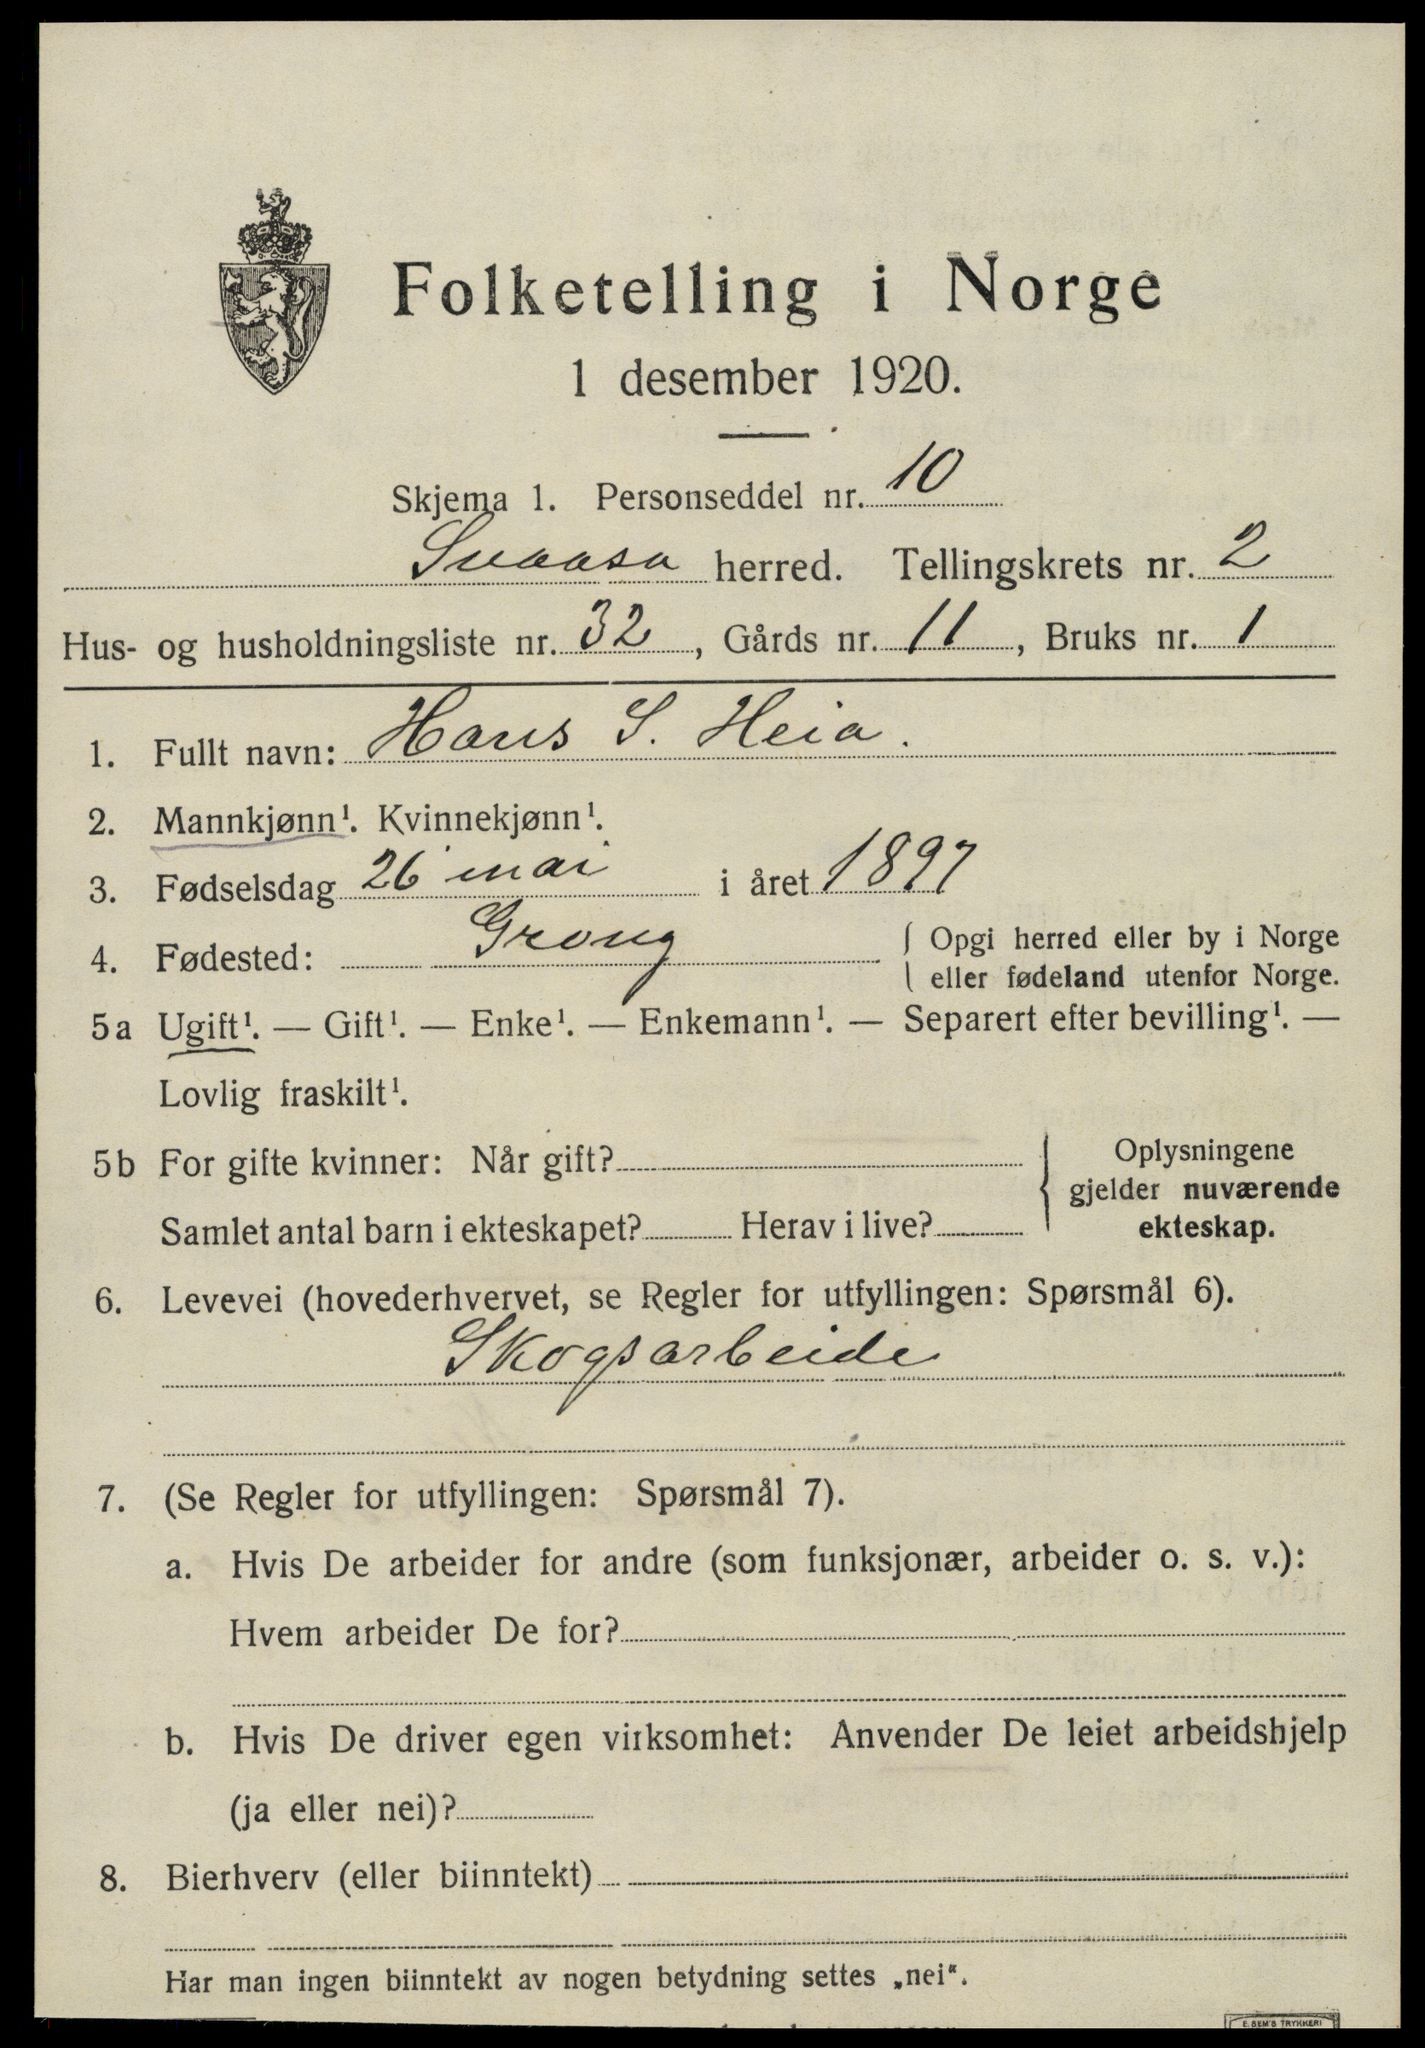 Folketelling i Norge
1 desember 1920.
Skjema 1. Personseddel nr. 10
Snaasa herred. Tellingskrets nr. 2
Hus- og husholdningsliste nr. 32, Gårds nr. 11, Bruks nr. 1
1. Fullt navn: Hans S. Heia.
2. Mannkjønn¹. Kvinnekjønn¹.
3. Fødselsdag 26 mai i året 1897
4. Fødested: Grong { Opgi herred eller by i Norge
eller fødeland utenfor Norge.
5a Ugift¹. — Gift¹. — Enke¹. — Enkemann¹. — Separert efter bevilling¹. —
Lovlig fraskilt¹.
5b For gifte kvinner: Når gift? { Oplysningene
gjelder nuværende
Samlet antal barn i ekteskapet? Herav i live? ekteskap.
6. Levevei (hovederhvervet, se Regler for utfyllingen: Spørsmål 6).
Skogsarbeide
7. (Se Regler for utfyllingen: Spørsmål 7).
a. Hvis De arbeider for andre (som funksjonær, arbeider o. s. v.):
Hvem arbeider De for?
b. Hvis De driver egen virksomhet: Anvender De leiet arbeidshjelp
(ja eller nei)?
8. Bierhverv (eller biinntekt)
Har man ingen biinntekt av nogen betydning settes „nei“.
E. SEM'S TRYKKERI